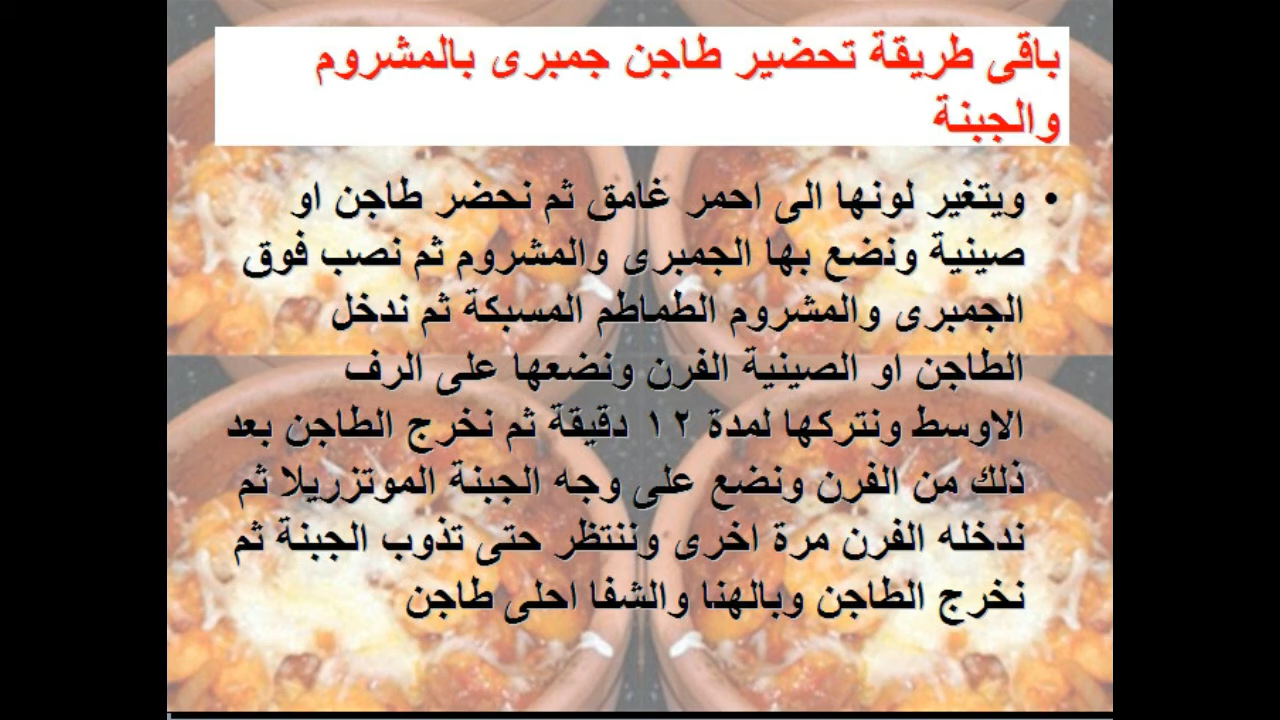 باقى طريقة تحضير طاجن جمبرى بالمشروم
والجبنة
• ويتغير لونها الى احمر غامق ثم نحضر طاجن او
صينية ونضع بها الجمبرى والمشروم ثم نصب فوق
الجمبرى والمشروم الطماطم المسبكة ثم ندخل
الطاجن او الصينية الفرن ونضعها على الرف
الاوسط ونتركها لمدة ١٢ دقيقة ثم نخرج الطاجن بعد
ذلك من الفرن ونضع على وجه الجبنة الموتزريلا ثم
ندخله الفرن مرة اخرى وننتظر حتى تذوب الجبنة ثم
نخرج الطاجن وبالهنا والشفا احلى طاجن